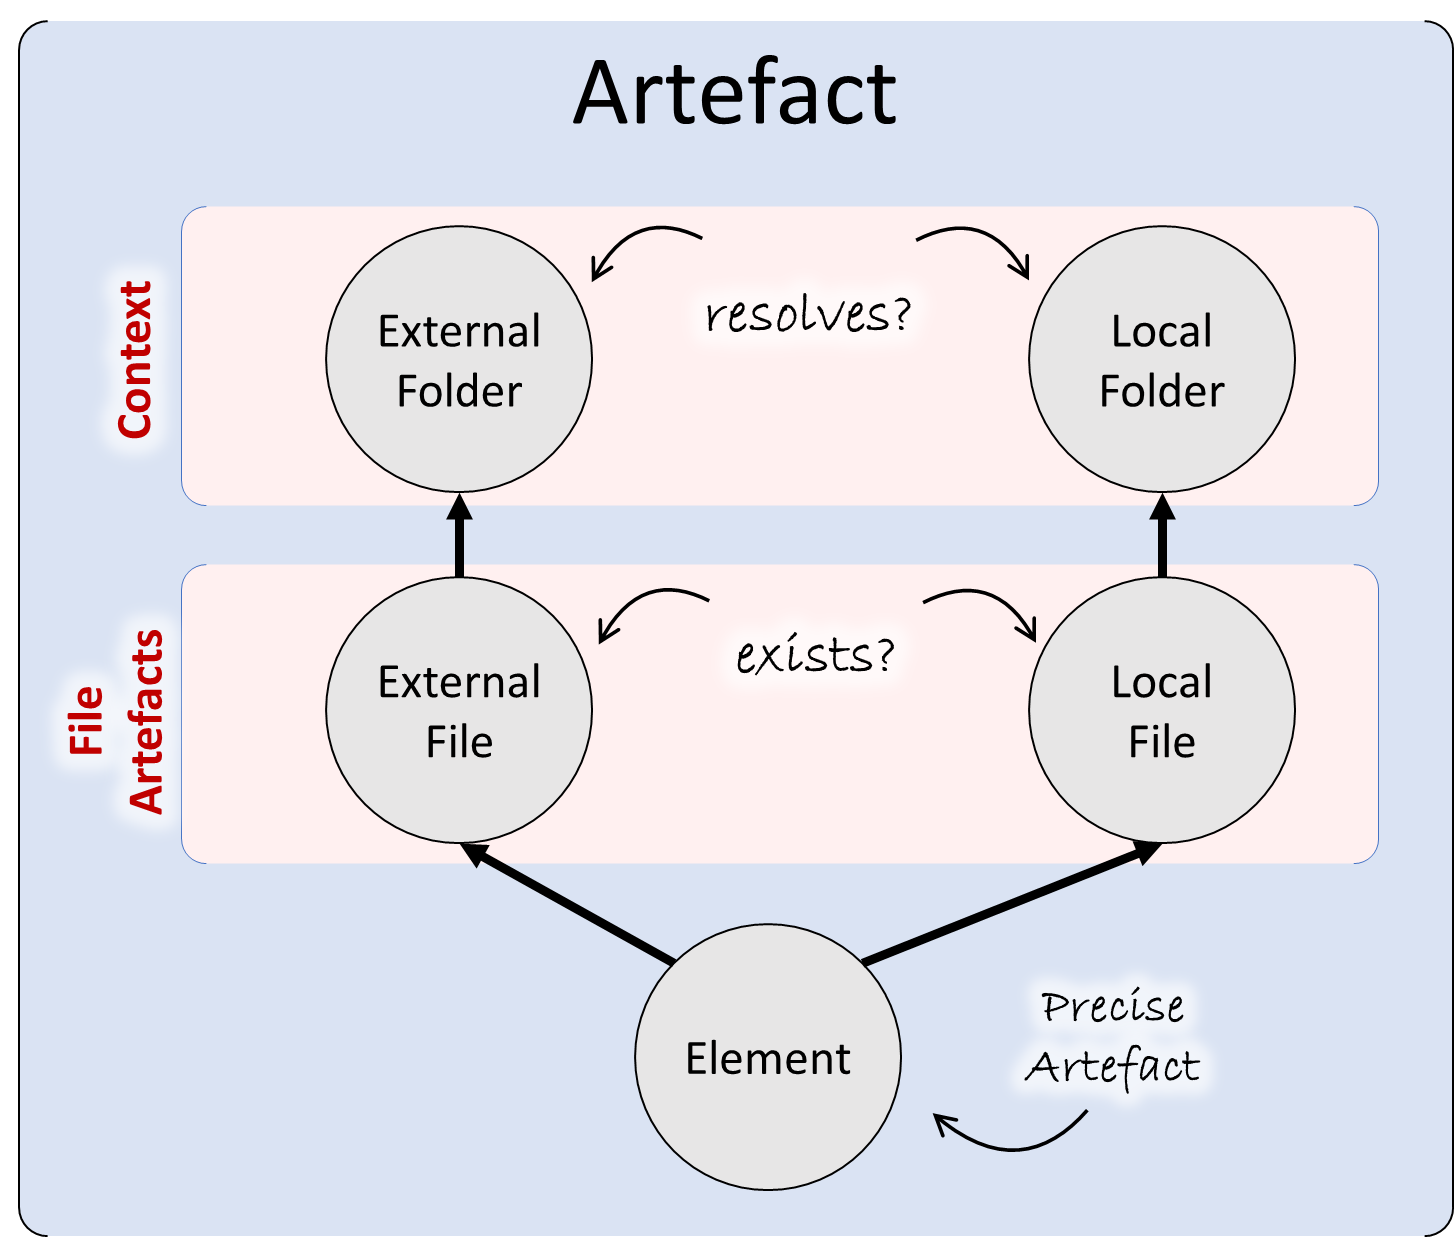 Artefact
Context
External
Folder
resolves?
Local
Folder
File
Artefacts
External
File
exists?
Local
File
Element
Precise
Artefact